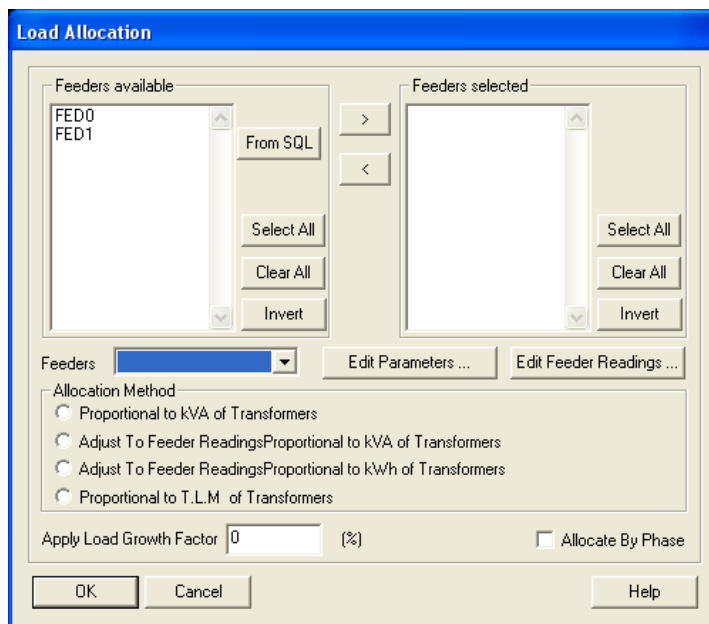 Load Allocation
Feeders available
Feeders selected
FED0
FED1
>
From SQL
<
Select All
Select All
Clear All
Clear All
Invert
Invert
Feeders
Edit Parameters ...
Edit Feeder Readings ...
Allocation Method
Proportional to kVA of Transformers
Adjust To Feeder ReadingsProportional to kVA of Transformers
Adjust To Feeder ReadingsProportional to kWh of Transformers
Proportional to T.L.M of Transformers
Apply Load Growth Factor 0 (%)
Allocate By Phase
OK
Cancel
Help